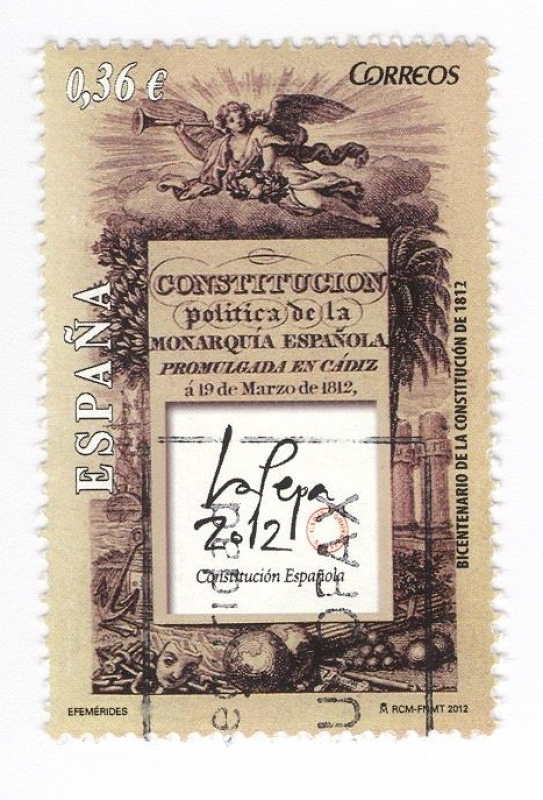 0,36 €
CORREOS
ESPAÑA
CONSTITUCION
politica de la
MONARQUÍA ESPAÑOLA,
PROMULGADA EN CÁDIZ
á 19 de Marzo de 1812,
La Pepa
2012
Constitución Española
BICENTENARIO DE LA CONSTITUCIÓN DE 1812
EFEMÉRIDES
RCM-FNMT 2012